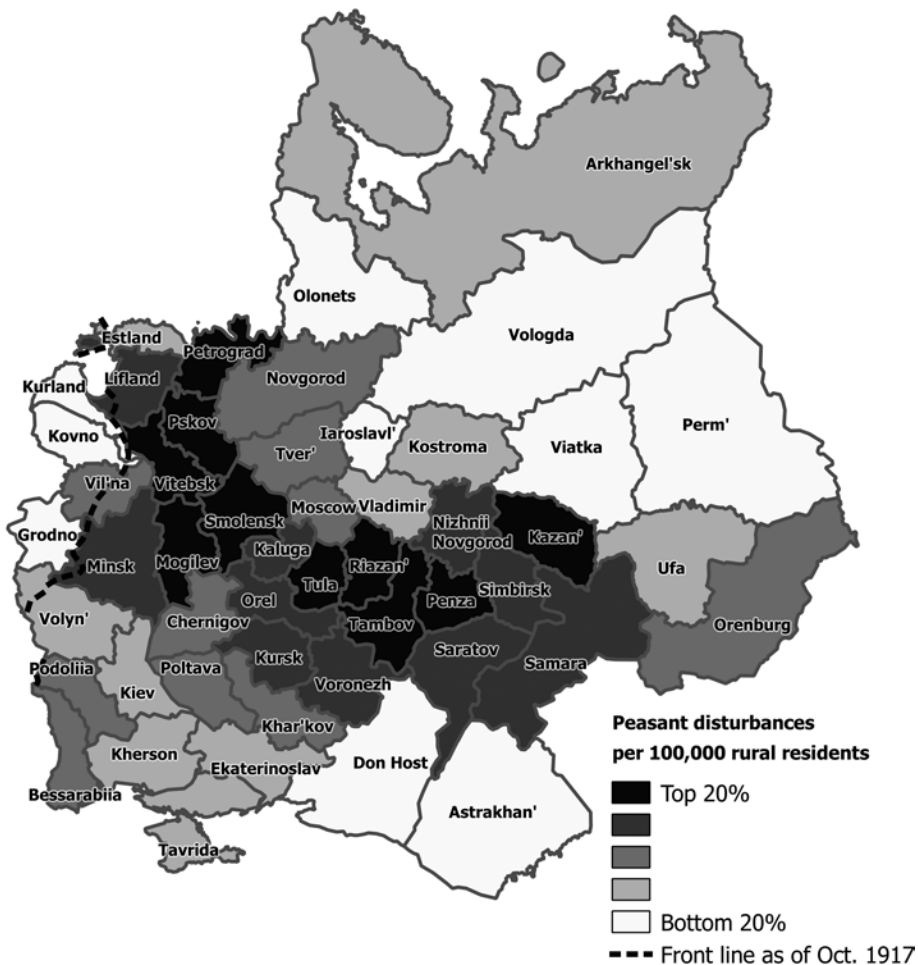 Arkhangel'sk
Olonets
Vologda
Estland
Petrograd
Lifland
Novgorod
Kurland
Pskov
Iaroslavl'
Perm'
Kovno
Tver'
Kostroma
Viatka
Vil'na
Vitebsk
Smolensk
Moscow
Vladimir
Nizhnii
Novgorod
Kazan'
Grodno
Minsk
Mogilev
Kaluga
Riazan'
Tula
Penza
Simbirsk
Ufa
Orel
Volyn'
Chernigov
Tambov
Orenburg
Podoliia
Poltava
Kursk
Saratov
Samara
Kiev
Voronezh
Khar'kov
Kherson
Ekaterinoslav
Don Host
Bessarabiia
Astrakhan'
Tavrida
Peasant disturbances
per 100,000 rural residents
Top 20%
Bottom 20%
Front line as of Oct. 1917